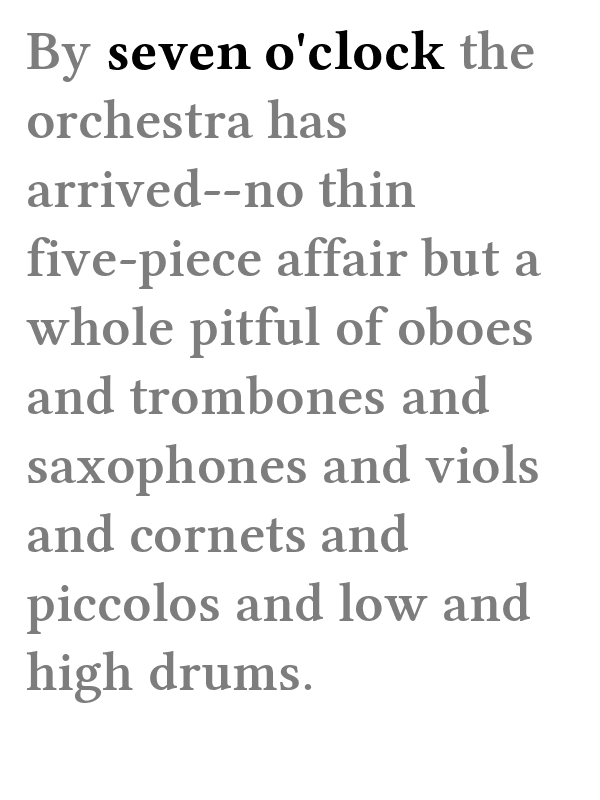 By seven o'clock the
orchestra has
arrived--no thin
five-piece affair but a
whole pitful of oboes
and trombones and
saxophones and viols
and cornets and
piccolos and low and
high drums.